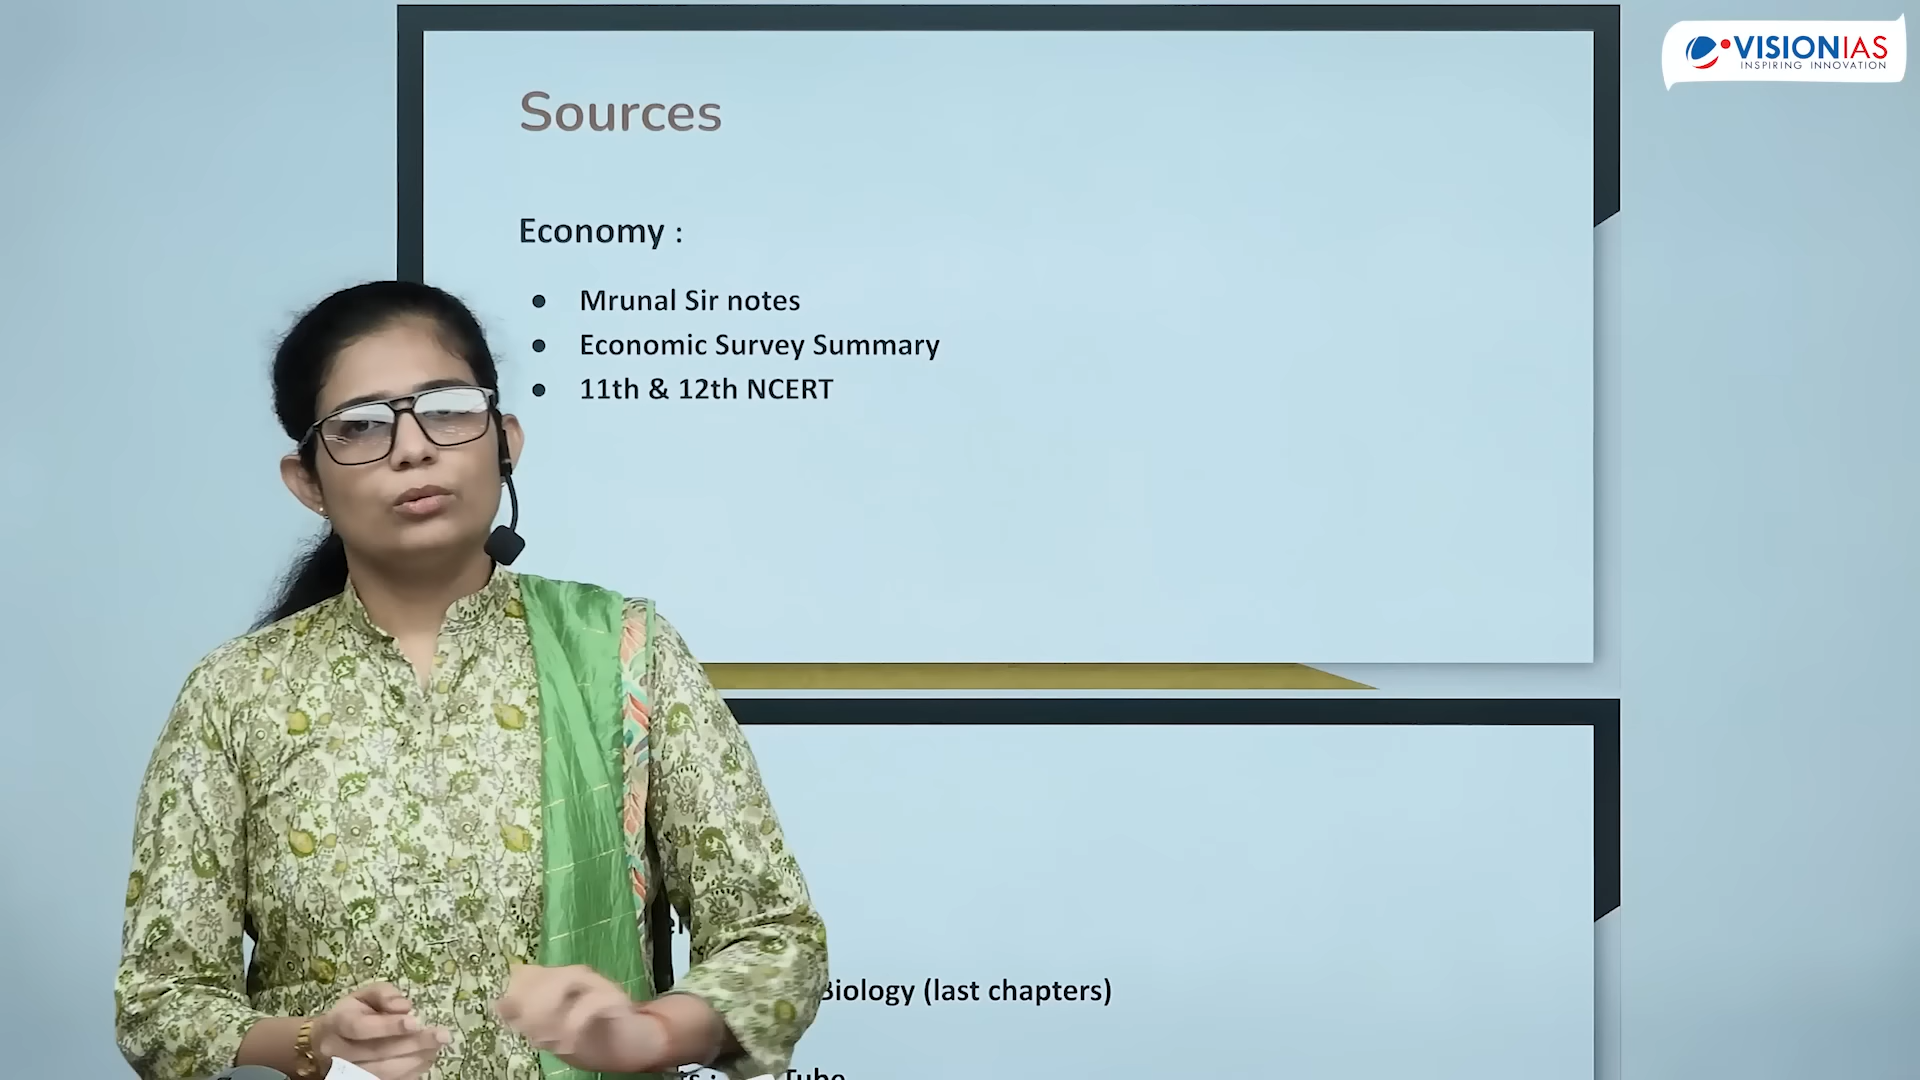 VISIONIAS
INSPIRING INNOVATION
Sources
Economy :
● Mrunal Sir notes
● Economic Survey Summary
● 11th & 12th NCERT
Biology (last chapters)